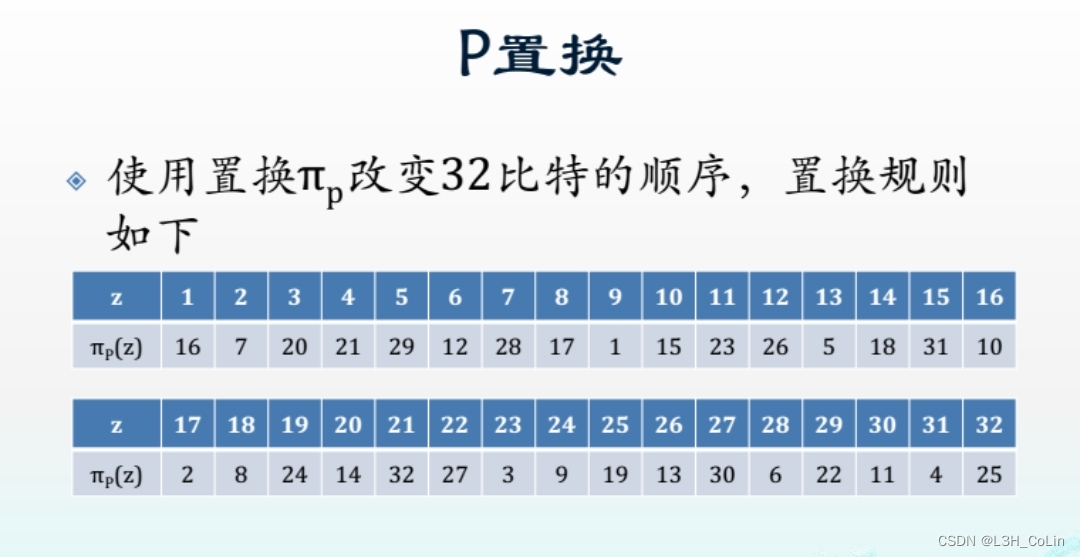 P置换
使用置换πp改变32比特的顺序，置换规则
如下
z 1 2 3 4 5 6 7 8 9 10 11 12 13 14 15 16
πP(z) 16 7 20 21 29 12 28 17 1 15 23 26 5 18 31 10
z 17 18 19 20 21 22 23 24 25 26 27 28 29 30 31 32
πP(z) 2 8 24 14 32 27 3 9 19 13 30 6 22 11 4 25
CSDN @L3H_CoLin